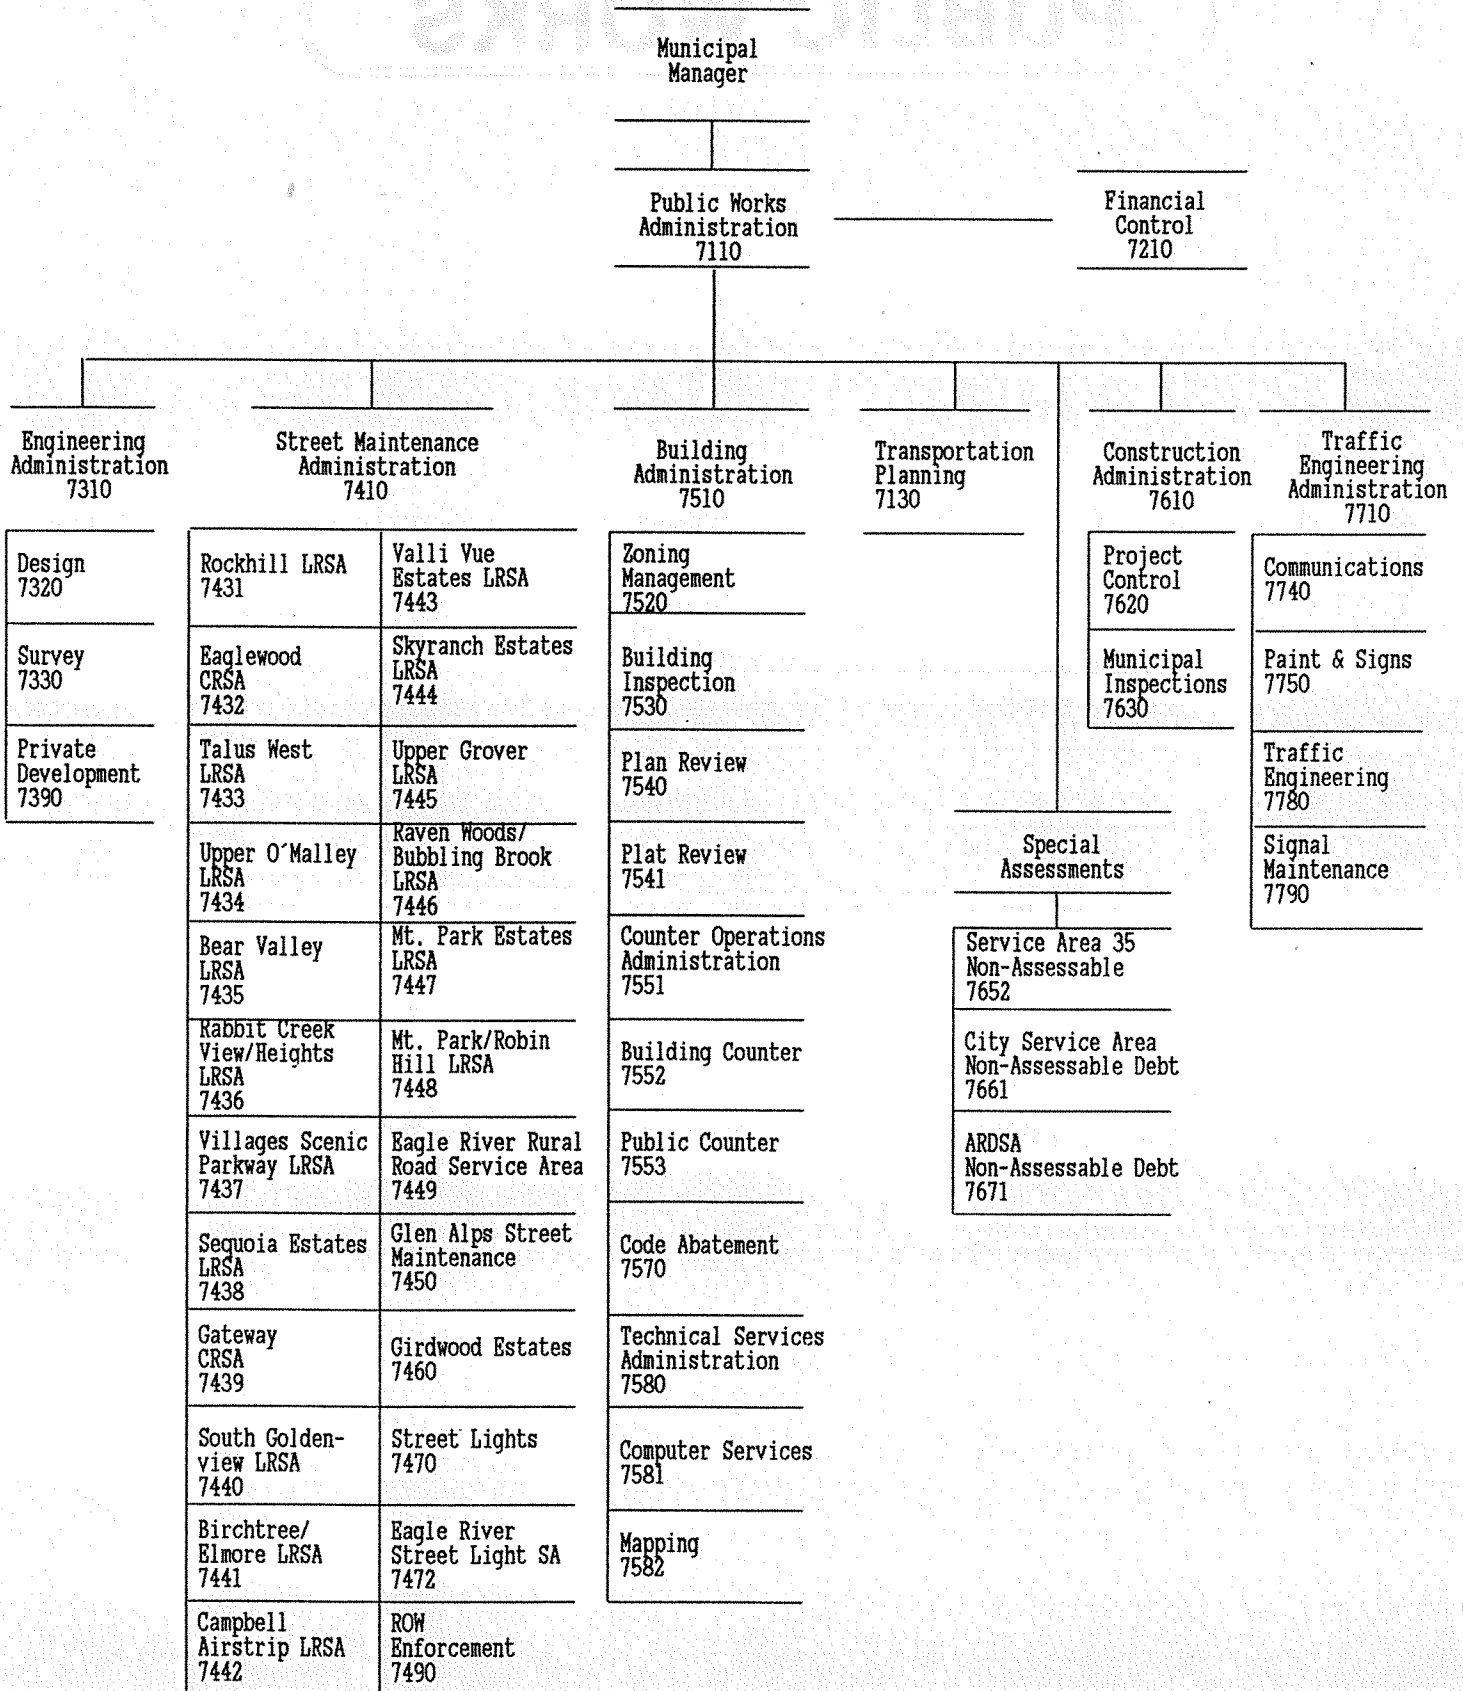 Municipal
Manager
Public Works
Administration
7110
Financial
Control
7210
Engineering
Administration
7310
Design
7320
Survey
7330
Private
Development
7390
Street Maintenance
Administration
7410
Rockhill LRSA
7431
Eaglewood
CRSA
7432
Talus West
LRSA
7433
Upper O'Malley
LRSA
7434
Bear Valley
LRSA
7435
Rabbit Creek
View/Heights
LRSA
7436
Villages Scenic
Parkway LRSA
7437
Sequoia Estates
LRSA
7438
Gateway
CRSA
7439
South Golden-
view LRSA
7440
Birchtree/
Elmore LRSA
7441
Campbell
Airstrip LRSA
7442
Valli Vue
Estates LRSA
7443
Skyranch Estates
LRSA
7444
Upper Grover
LRSA
7445
Raven Woods/
Bubbling Brook
LRSA
7446
Mt. Park Estates
LRSA
7447
Mt. Park/Robin
Hill LRSA
7448
Eagle River Rural
Road Service Area
7449
Glen Alps Street
Maintenance
7450
Girdwood Estates
7460
Street Lights
7470
Eagle River
Street Light SA
7472
ROW
Enforcement
7490
Building
Administration
7510
Zoning
Management
7520
Building
Inspection
7530
Plan Review
7540
Plat Review
7541
Counter Operations
Administration
7551
Building Counter
7552
Public Counter
7553
Code Abatement
7570
Technical Services
Administration
7580
Computer Services
7581
Mapping
7582
Transportation
Planning
7130
Special
Assessments
Service Area 35
Non-Assessable
7652
City Service Area
Non-Assessable Debt
7661
ARDSA
Non-Assessable Debt
7671
Construction
Administration
7610
Project
Control
7620
Municipal
Inspections
7630
Traffic
Engineering
Administration
7710
Communications
7740
Paint & Signs
7750
Traffic
Engineering
7780
Signal
Maintenance
7790